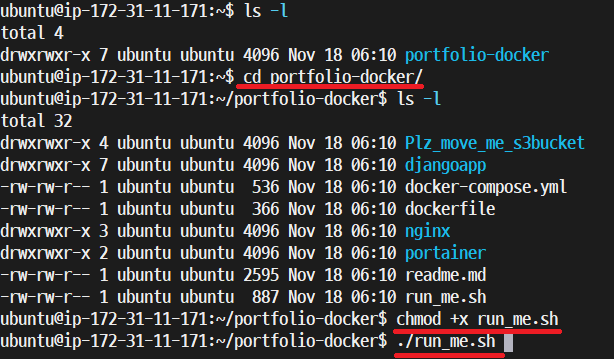 ubuntu@ip-172-31-11-171:~$ ls -l
total 4
drwxrwxr-x 7 ubuntu ubuntu 4096 Nov 18 06:10 portfolio-docker
ubuntu@ip-172-31-11-171:~$ cd portfolio-docker/
ubuntu@ip-172-31-11-171:~/portfolio-docker$ ls -l
total 32
drwxrwxr-x 4 ubuntu ubuntu 4096 Nov 18 06:10 Plz_move_me_s3bucket
drwxrwxr-x 7 ubuntu ubuntu 4096 Nov 18 06:10 djangoapp
-rw-rw-r-- 1 ubuntu ubuntu  536 Nov 18 06:10 docker-compose.yml
-rw-rw-r-- 1 ubuntu ubuntu  366 Nov 18 06:10 dockerfile
drwxrwxr-x 3 ubuntu ubuntu 4096 Nov 18 06:10 nginx
drwxrwxr-x 2 ubuntu ubuntu 4096 Nov 18 06:10 portainer
-rw-rw-r-- 1 ubuntu ubuntu 2595 Nov 18 06:10 readme.md
-rw-rw-r-- 1 ubuntu ubuntu  887 Nov 18 06:10 run_me.sh
ubuntu@ip-172-31-11-171:~/portfolio-docker$ chmod +x run_me.sh
ubuntu@ip-172-31-11-171:~/portfolio-docker$ ./run_me.sh